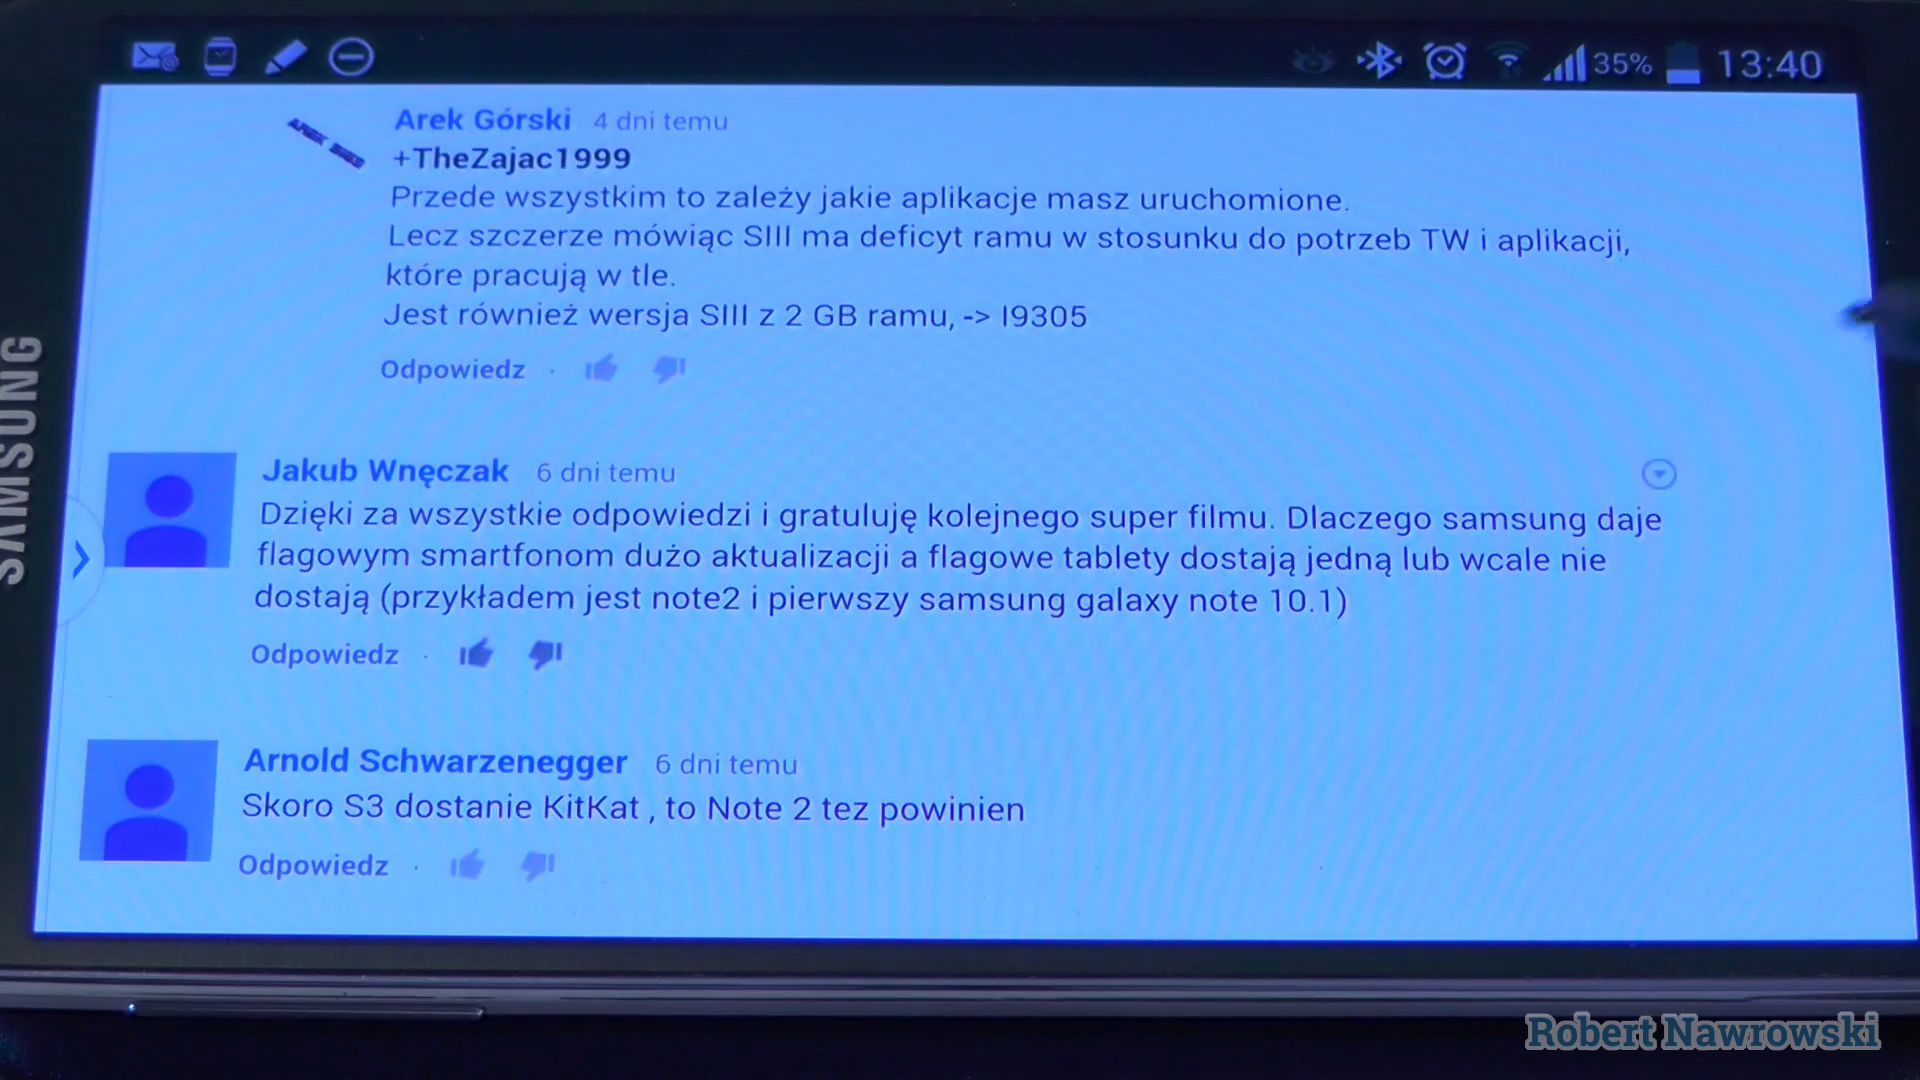 35% 13:40
Arek Górski 4 dni temu
+TheZajac1999
Przede wszystkim to zależy jakie aplikacje masz uruchomione.
Lecz szczerze mówiąc SIII ma deficyt ramu w stosunku do potrzeb TW i aplikacji,
które pracują w tle.
Jest również wersja SIII z 2 GB ramu, -> I9305
Odpowiedz ·
Jakub Wnęczak 6 dni temu
Dzięki za wszystkie odpowiedzi i gratuluję kolejnego super filmu. Dlaczego samsung daje
flagowym smartfonom dużo aktualizacji a flagowe tablety dostają jedną lub wcale nie
dostają (przykładem jest note2 i pierwszy samsung galaxy note 10.1)
Odpowiedz ·
Arnold Schwarzenegger 6 dni temu
Skoro S3 dostanie KitKat , to Note 2 tez powinien
Odpowiedz ·
SAMSUNG
Robert Nawrowski